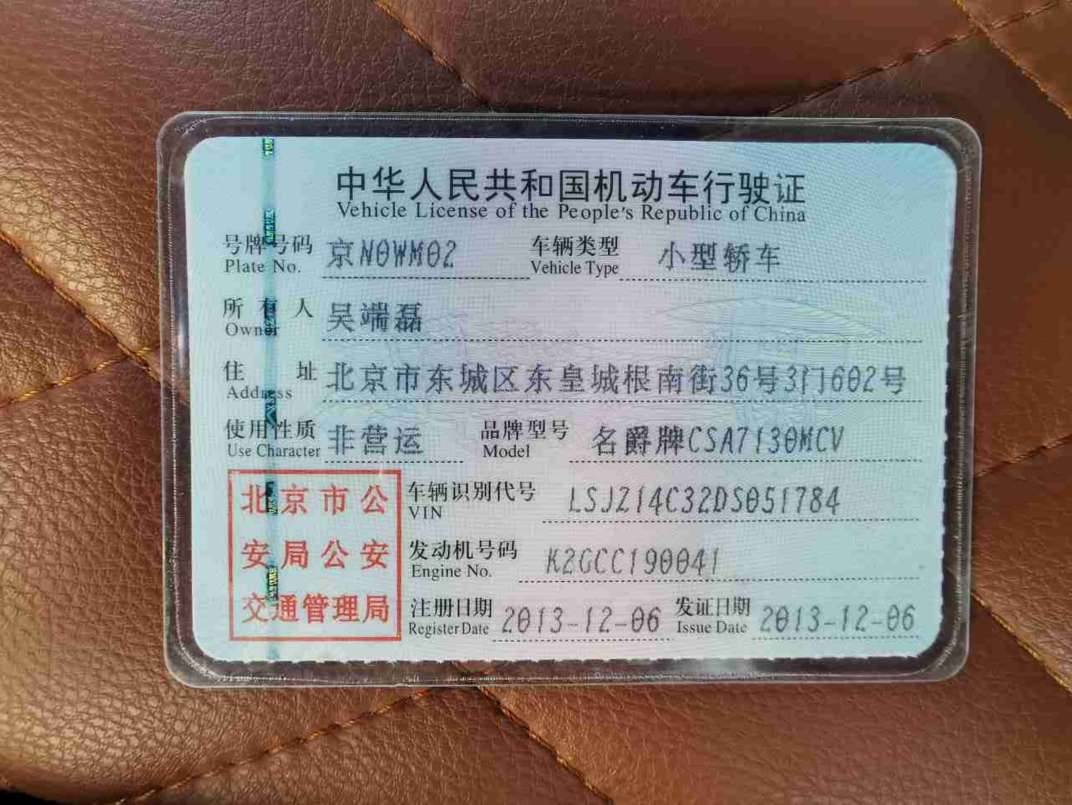 中华人民共和国机动车行驶证
Vehicle License of the People's Republic of China
号牌号码 京N0WM02 车辆类型 小型轿车
Plate No. Vehicle Type
所有人 吴端磊
Owner
住址 北京市东城区东皇城根南街36号3门602号
Address
使用性质 非营运 品牌型号 名爵牌CSA7130MCV
Use Character Model
北京市公 车辆识别代号 LSJZ14C32DS051784
VIN
安局公安 发动机号码 K2GCC190041
Engine No.
交通管理局 注册日期 2013-12-06 发证日期 2013-12-06
Register Date Issue Date